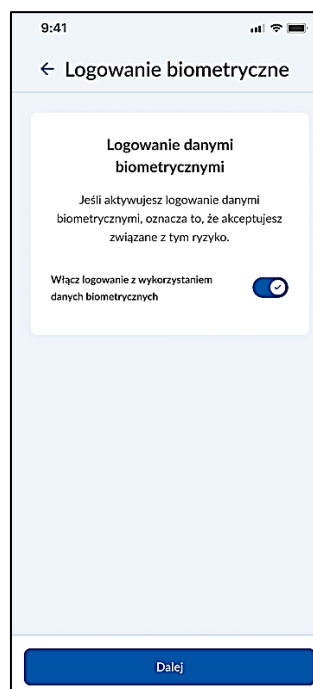 9:41
← Logowanie biometryczne
Logowanie danymi
biometrycznymi
Jeśli aktywujesz logowanie danymi
biometrycznymi, oznacza to, że akceptujesz
związane z tym ryzyko.
Włącz logowanie z wykorzystaniem
danych biometrycznych
Dalej